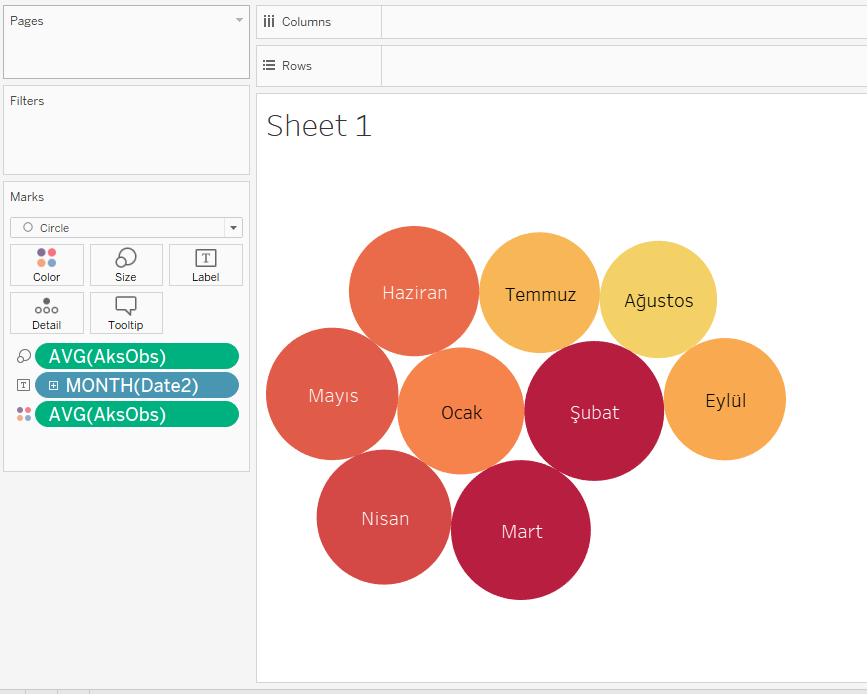 Pages
Columns
Rows
Filters
Sheet 1
Marks
Circle
Color
Size
T
Label
Detail
Tooltip
AVG(AksObs)
T
MONTH(Date2)
AVG(AksObs)
Haziran
Temmuz
Ağustos
Mayıs
Ocak
Şubat
Eylül
Nisan
Mart